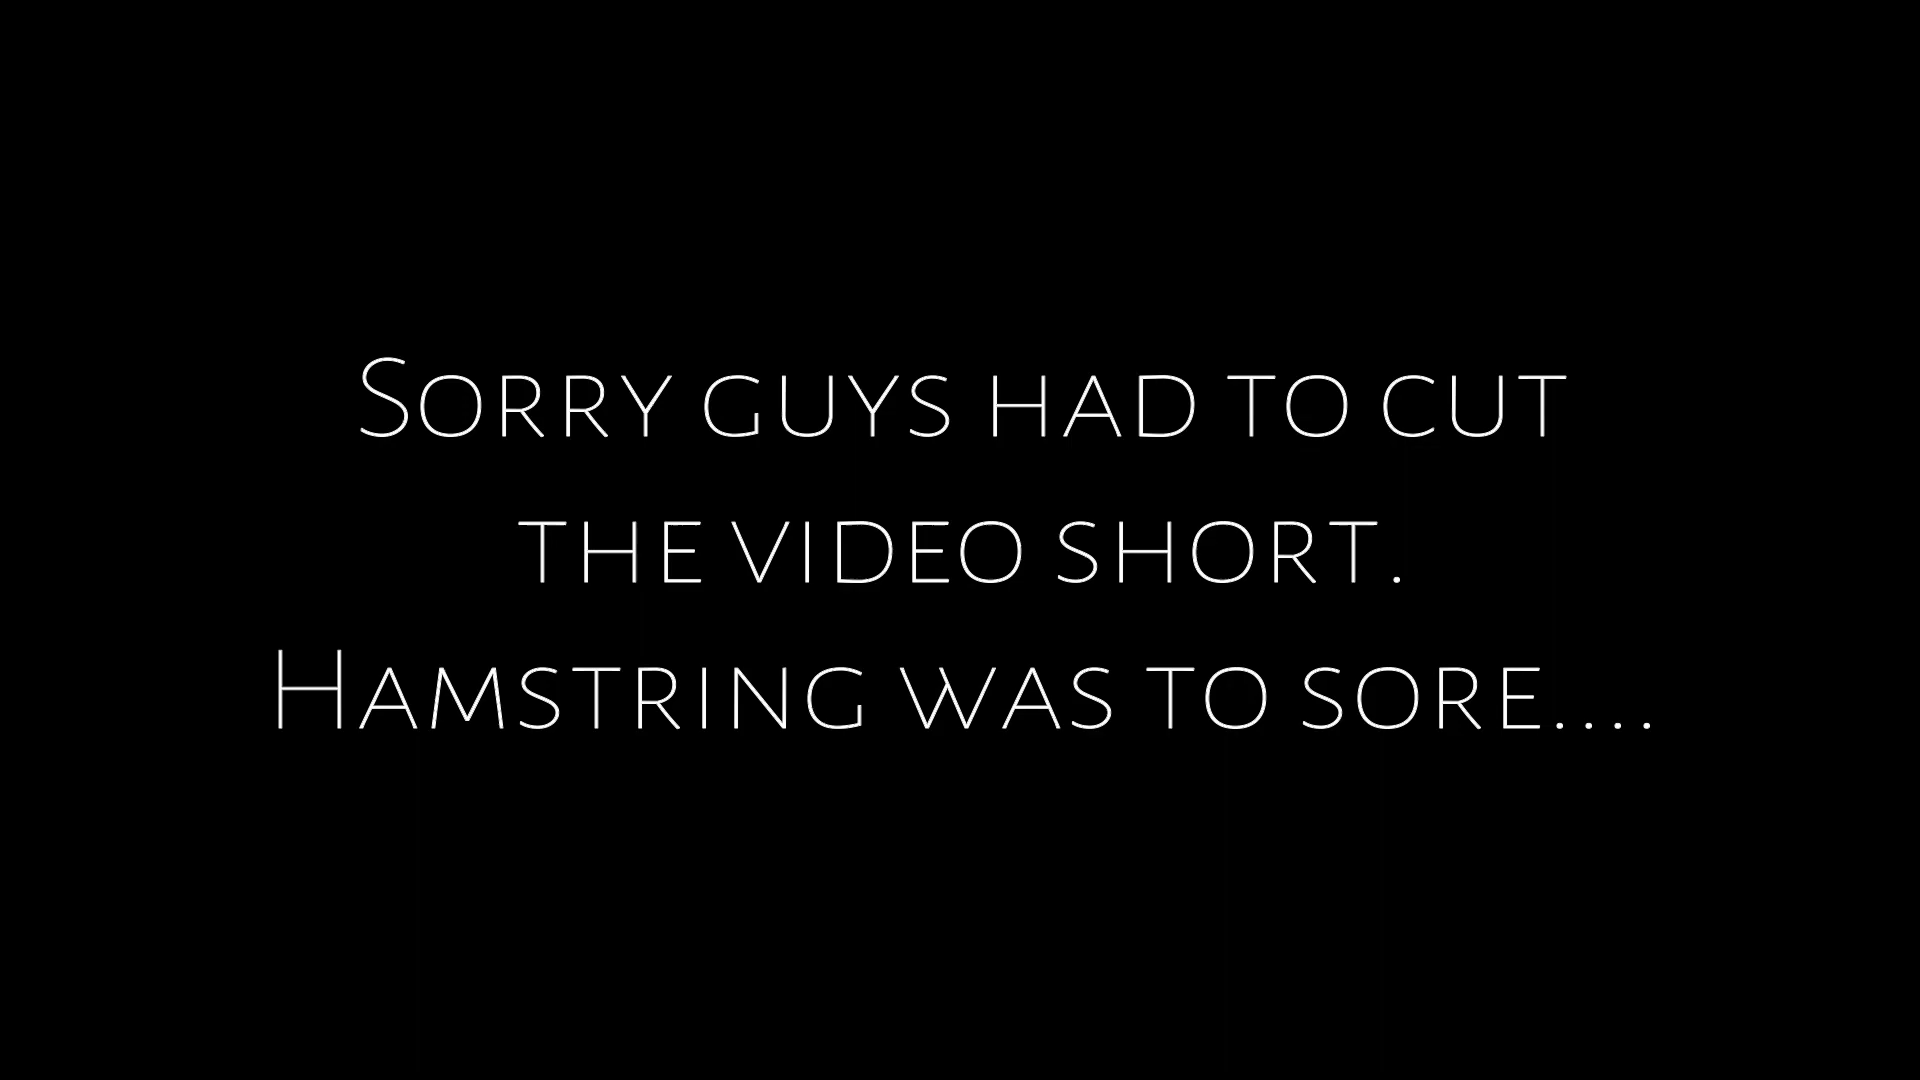 Sorry guys had to cut
the video short.
Hamstring was to sore....